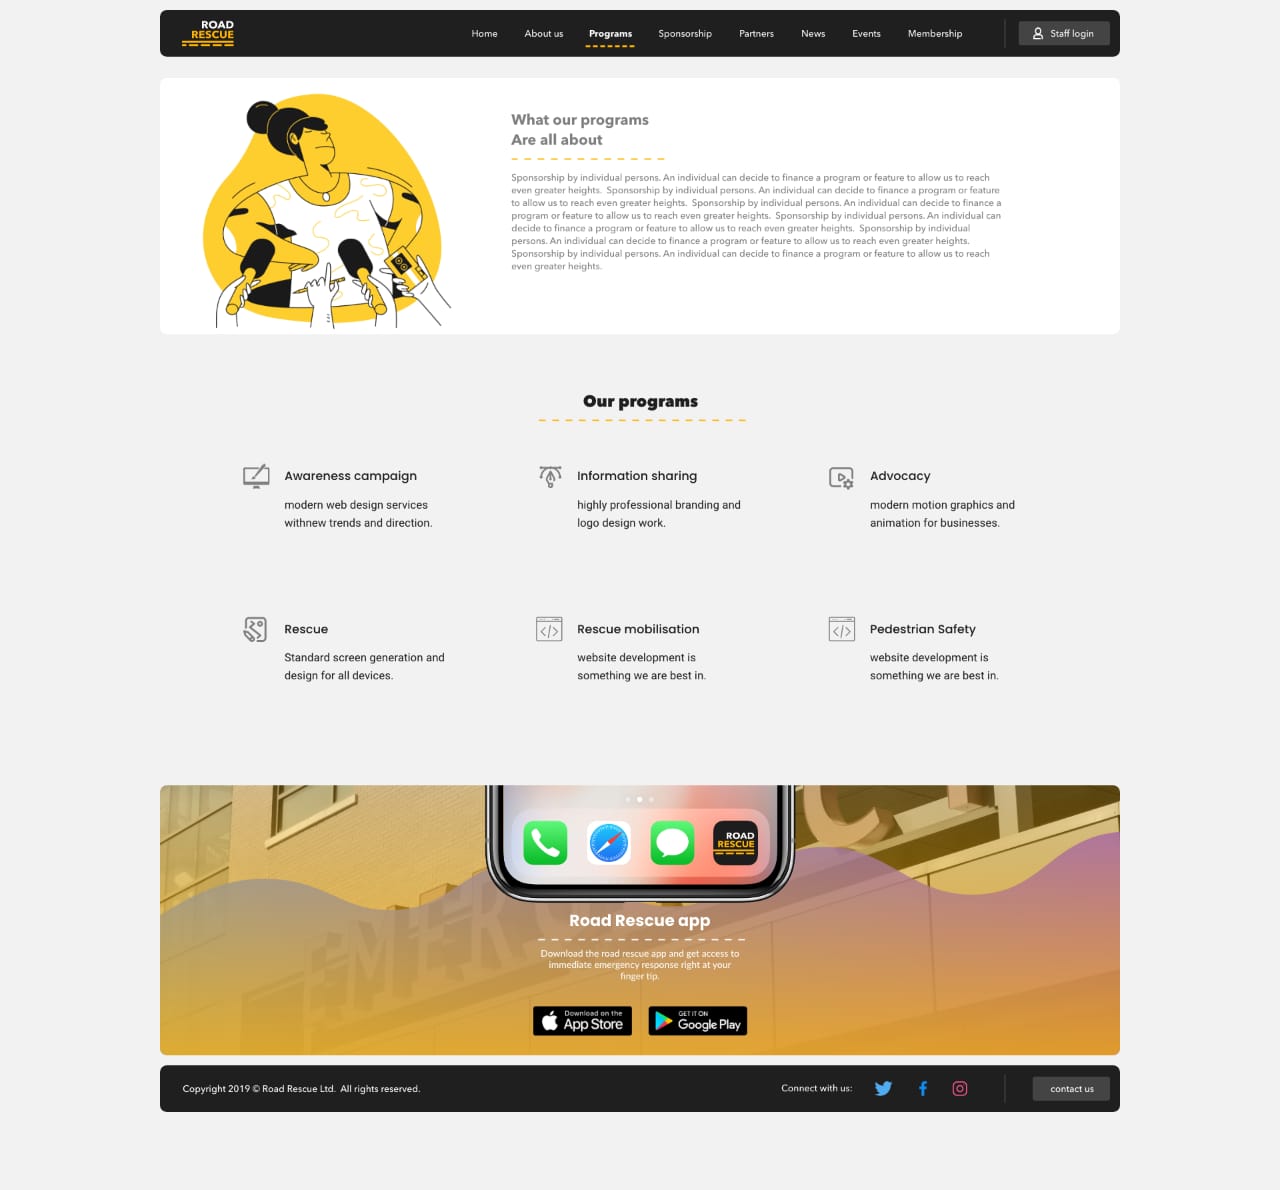 ROAD
RESCUE
Home About us Programs Sponsorship Partners News Events Membership Staff login
What our programs
Are all about
Sponsorship by individual persons. An individual can decide to finance a program or feature to allow us to reach
even greater heights. Sponsorship by individual persons. An individual can decide to finance a program or feature
to allow us to reach even greater heights. Sponsorship by individual persons. An individual can decide to finance a
program or feature to allow us to reach even greater heights. Sponsorship by individual persons. An individual can
decide to finance a program or feature to allow us to reach even greater heights. Sponsorship by individual
persons. An individual can decide to finance a program or feature to allow us to reach even greater heights.
Sponsorship by individual persons. An individual can decide to finance a program or feature to allow us to reach
even greater heights.
Our programs
Awareness campaign
modern web design services
withnew trends and direction.
Information sharing
highly professional branding and
logo design work.
Advocacy
modern motion graphics and
animation for businesses.
Rescue
Standard screen generation and
design for all devices.
Rescue mobilisation
website development is
something we are best in.
Pedestrian Safety
website development is
something we are best in.
ROAD
RESCUE
EMERG
Road Rescue app
Download the road rescue app and get access to
immediate emergency response right at your
finger tip.
Download on the
App Store
GET IT ON
Google Play
Copyright 2019 © Road Rescue Ltd. All rights reserved.
Connect with us:
contact us